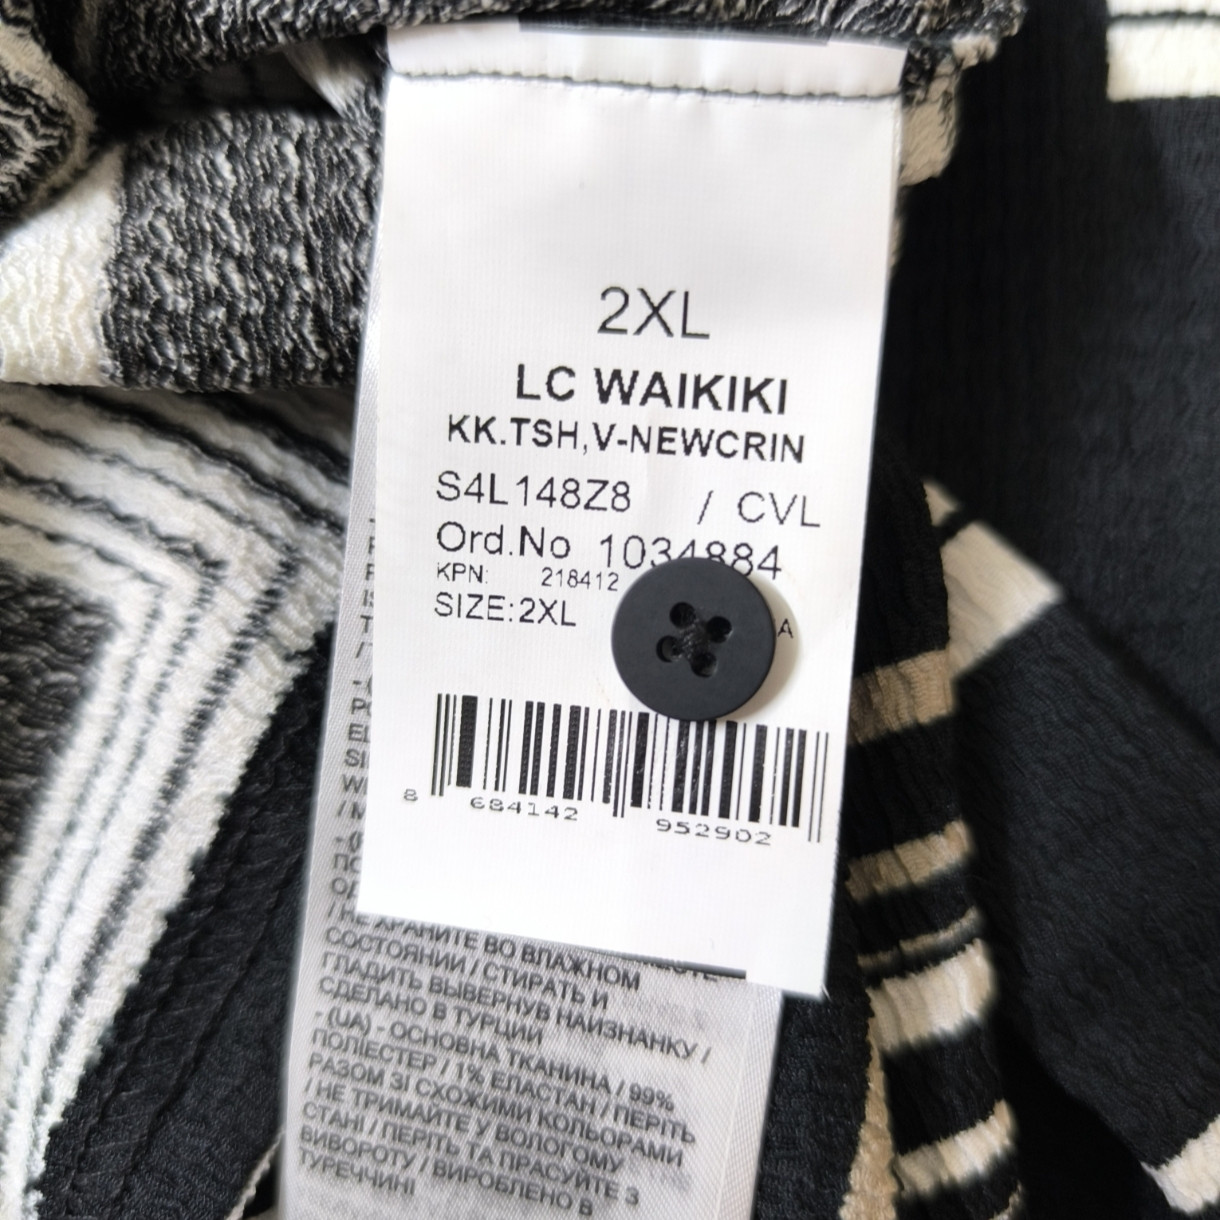 2XL
LC WAIKIKI
KK.TSH,V-NEWCRIN
S4L148Z8 / CVL
Ord.No 1034884
KPN: 218412
SIZE:2XL A
8 684142 952902
/ НЕ ХРАНИТЕ ВО ВЛАЖНОМ
СОСТОЯНИИ / СТИРАТЬ И
ГЛАДИТЬ ВЫВЕРНУВ НАИЗНАНКУ /
СДЕЛАНО В ТУРЦИИ
- (UA) - ОСНОВНА ТКАНИНА / 99%
ПОЛІЕСТЕР / 1% ЕЛАСТАН / ПЕРІТЬ
РАЗОМ ЗІ СХОЖИМИ КОЛЬОРАМИ
/ НЕ ТРИМАЙТЕ У ВОЛОГОМУ
СТАНІ / ПЕРІТЬ ТА ПРАСУЙТЕ З
ВИВОРОТУ / ВИРОБЛЕНО В
ТУРЕЧЧИНІ